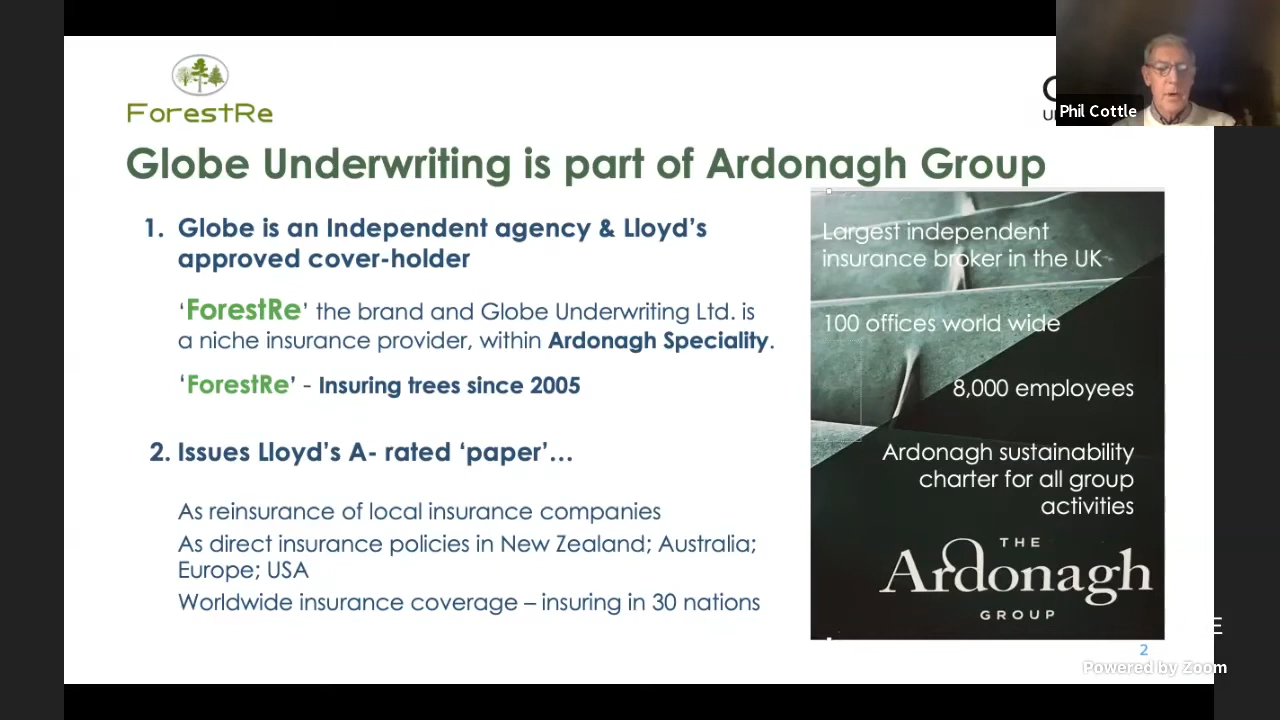 ForestRe
Phil Cottle
Globe Underwriting is part of Ardonagh Group
1. Globe is an Independent agency & Lloyd's
approved cover-holder
'ForestRe' the brand and Globe Underwriting Ltd. is
a niche insurance provider, within Ardonagh Speciality.
'ForestRe' - Insuring trees since 2005
2. Issues Lloyd's A- rated 'paper'...
As reinsurance of local insurance companies
As direct insurance policies in New Zealand; Australia;
Europe; USA
Worldwide insurance coverage – insuring in 30 nations
Largest independent
insurance broker in the UK
100 offices world wide
8,000 employees
Ardonagh sustainability
charter for all group
activities
THE
Ardonagh
GROUP
2
Powered by Zoom